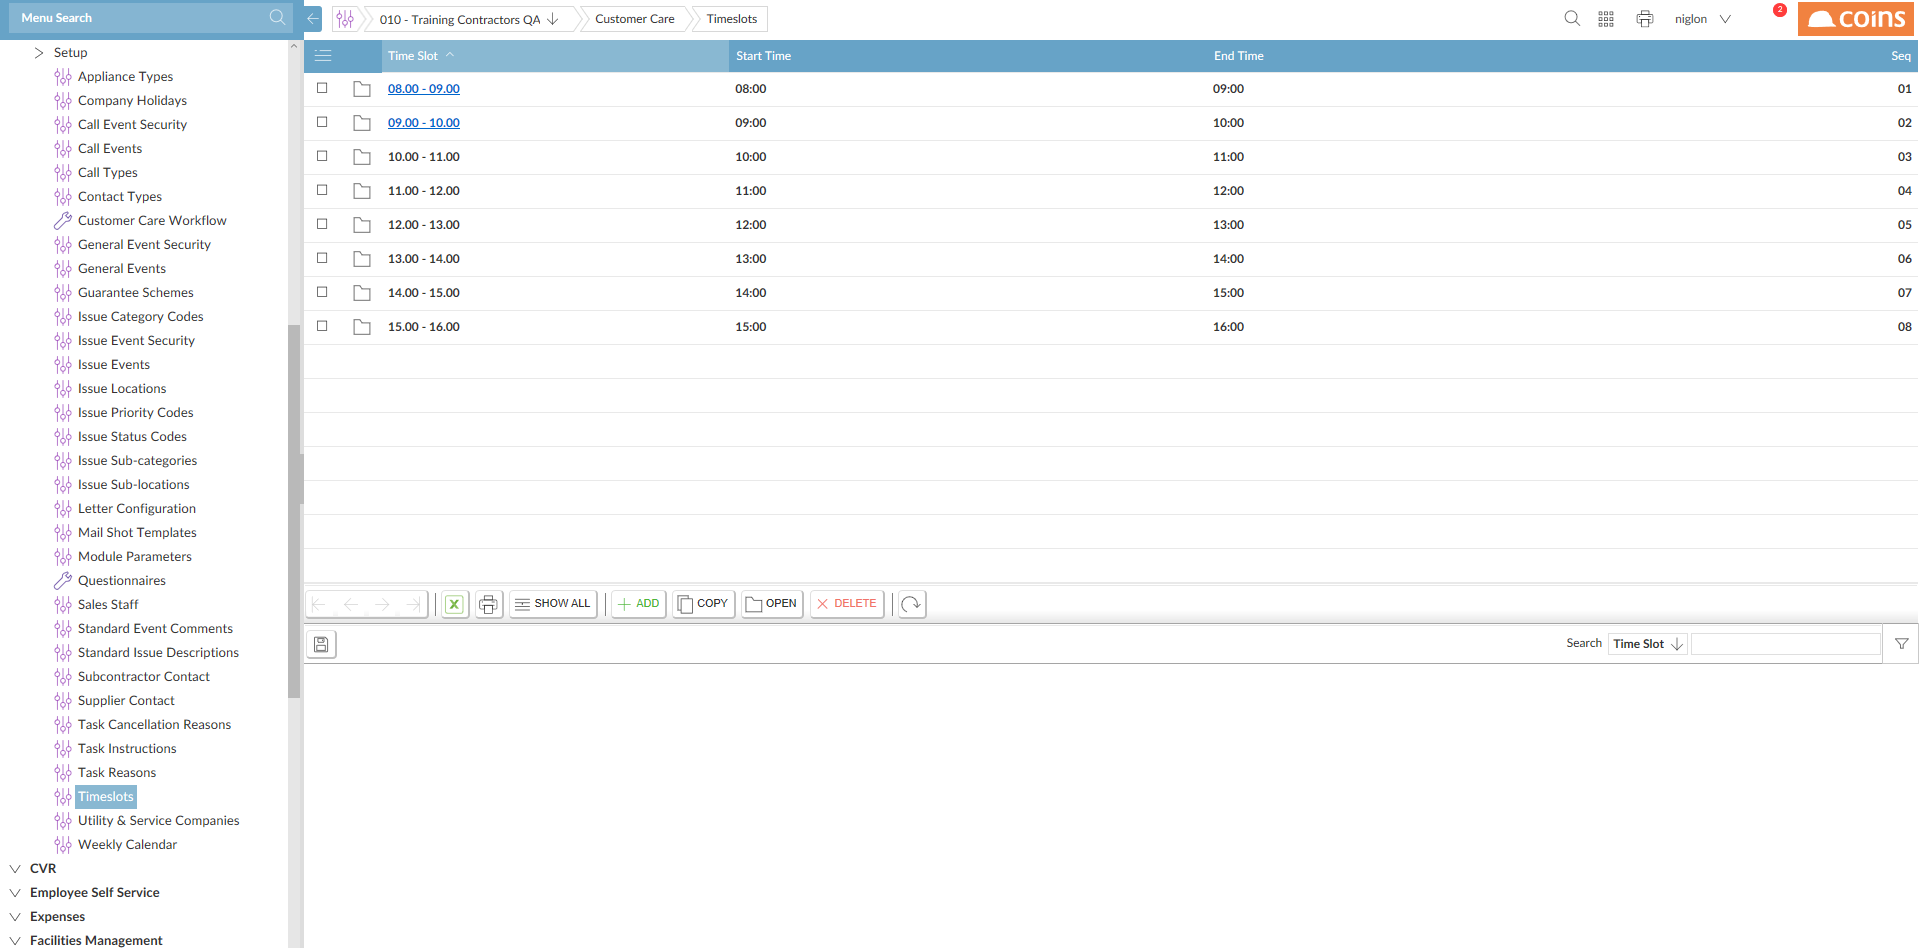 Menu Search
010 - Training Contractors QA
Customer Care
Timeslots
niglon
2
coins
Setup
Appliance Types
Company Holidays
Call Event Security
Call Events
Call Types
Contact Types
Customer Care Workflow
General Event Security
General Events
Guarantee Schemes
Issue Category Codes
Issue Event Security
Issue Events
Issue Locations
Issue Priority Codes
Issue Status Codes
Issue Sub-categories
Issue Sub-locations
Letter Configuration
Mail Shot Templates
Module Parameters
Questionnaires
Sales Staff
Standard Event Comments
Standard Issue Descriptions
Subcontractor Contact
Supplier Contact
Task Cancellation Reasons
Task Instructions
Task Reasons
Timeslots
Utility & Service Companies
Weekly Calendar
CVR
Employee Self Service
Expenses
Facilities Management
Time Slot Start Time End Time Seq
08.00 - 09.00 08:00 09:00 01
09.00 - 10.00 09:00 10:00 02
10.00 - 11.00 10:00 11:00 03
11.00 - 12.00 11:00 12:00 04
12.00 - 13.00 12:00 13:00 05
13.00 - 14.00 13:00 14:00 06
14.00 - 15.00 14:00 15:00 07
15.00 - 16.00 15:00 16:00 08
X SHOW ALL ADD COPY OPEN DELETE
Search Time Slot